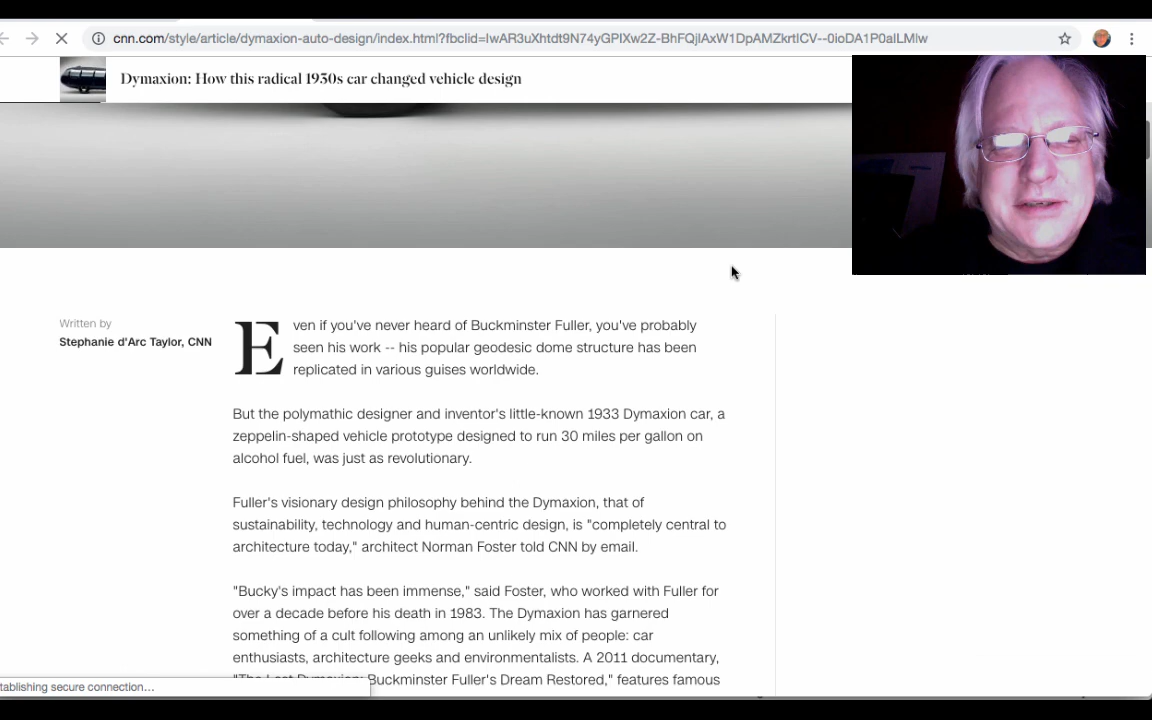 cnn.com/style/article/dymaxion-auto-design/index.html?fbclid=IwAR3uXhtdt9N74yGPIXw2Z-BhFQjlAxW1DpAMZkrtlCV--0ioDA1P0aILMlw
Dymaxion: How this radical 1930s car changed vehicle design
Written by
Stephanie d'Arc Taylor, CNN
Even if you've never heard of Buckminster Fuller, you've probably
seen his work -- his popular geodesic dome structure has been
replicated in various guises worldwide.
But the polymathic designer and inventor's little-known 1933 Dymaxion car, a
zeppelin-shaped vehicle prototype designed to run 30 miles per gallon on
alcohol fuel, was just as revolutionary.
Fuller's visionary design philosophy behind the Dymaxion, that of
sustainability, technology and human-centric design, is "completely central to
architecture today," architect Norman Foster told CNN by email.
"Bucky's impact has been immense," said Foster, who worked with Fuller for
over a decade before his death in 1983. The Dymaxion has garnered
something of a cult following among an unlikely mix of people: car
enthusiasts, architecture geeks and environmentalists. A 2011 documentary,
"The Last Dymaxion: Buckminster Fuller's Dream Restored," features famous
tablishing secure connection...